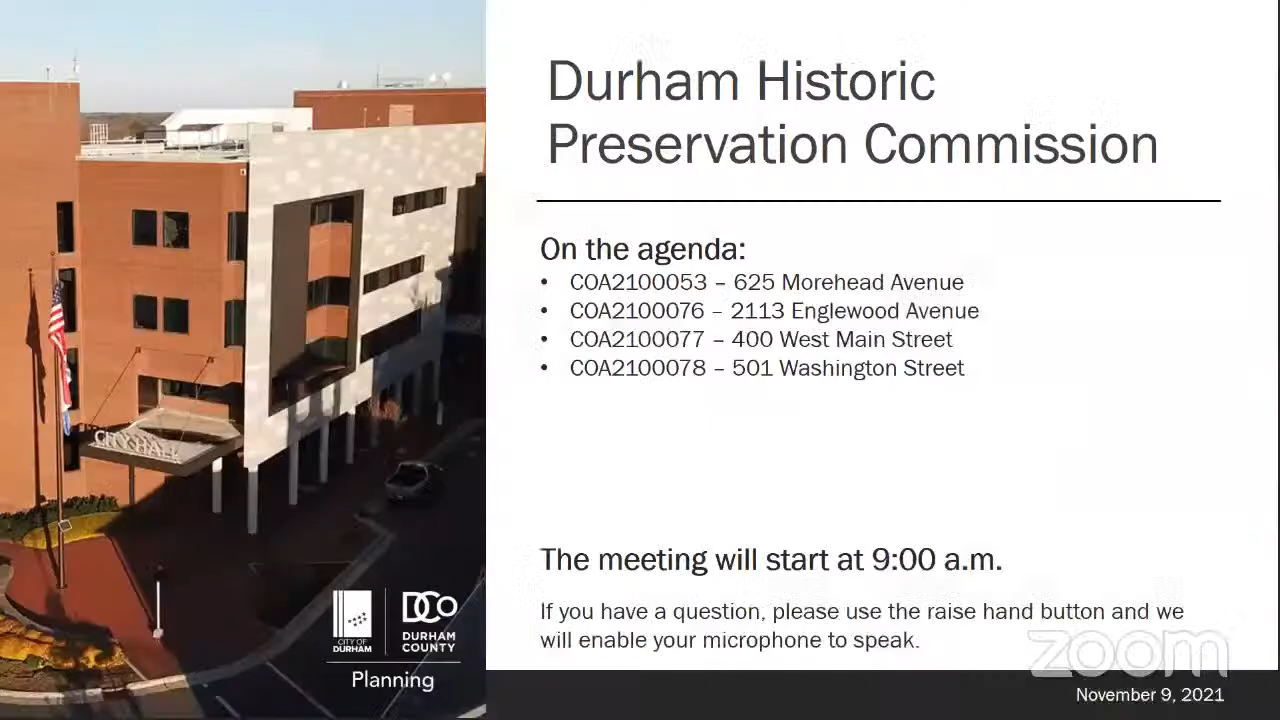 Durham Historic
Preservation Commission
On the agenda:
• COA2100053 – 625 Morehead Avenue
• COA2100076 – 2113 Englewood Avenue
• COA2100077 – 400 West Main Street
• COA2100078 – 501 Washington Street
The meeting will start at 9:00 a.m.
If you have a question, please use the raise hand button and we
will enable your microphone to speak.
zoom
November 9, 2021
CITY HALL
CITY OF
DURHAM
DCO
DURHAM
COUNTY
Planning